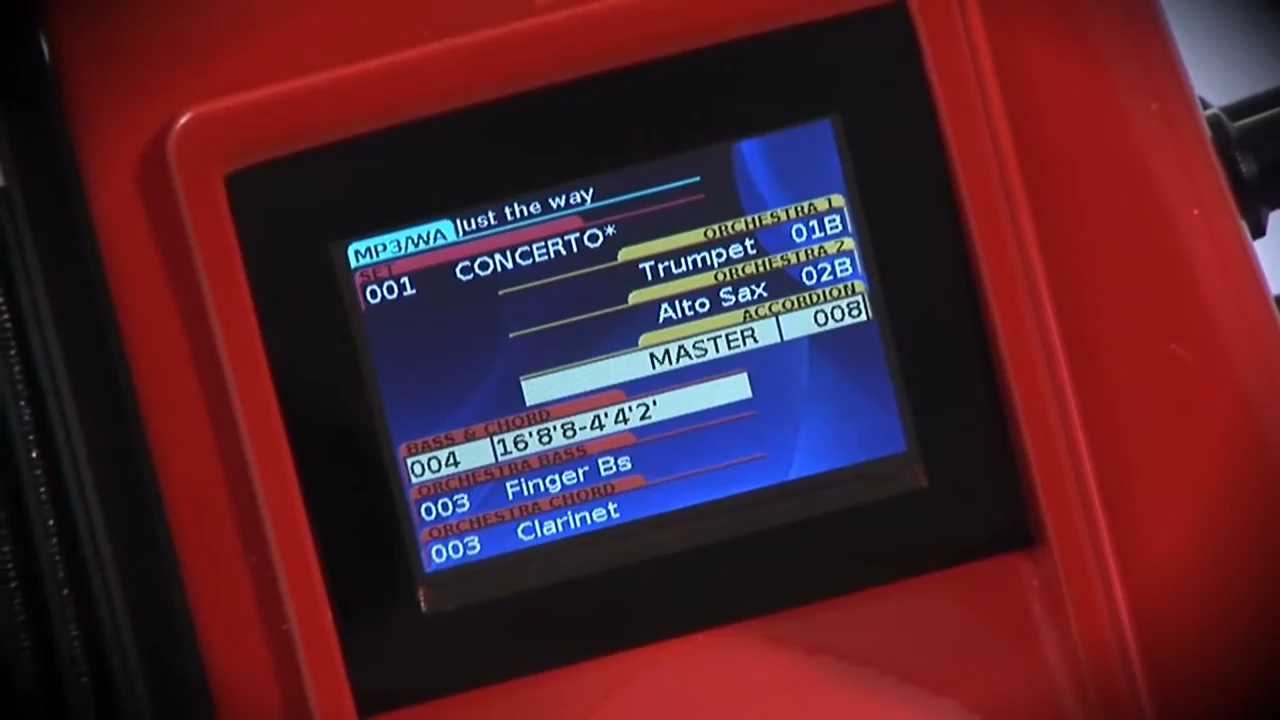 MP3/WA Just the way
SET
001 CONCERTO*
ORCHESTRA 1
Trumpet 01B
ORCHESTRA 2
Alto Sax 02B
ACCORDION
MASTER 008
BASS & CHORD
004 16'8'8-4'4'2'
ORCHESTRA BASS
003 Finger Bs
ORCHESTRA CHORD
003 Clarinet